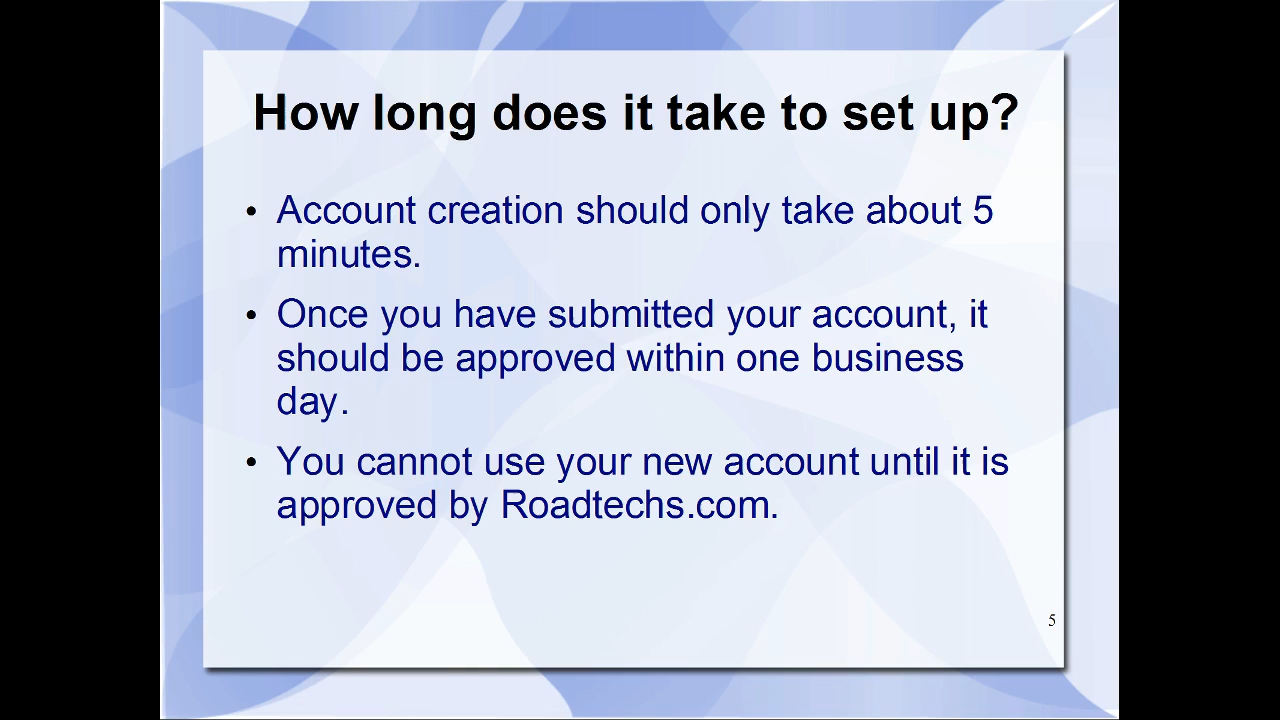 How long does it take to set up?
• Account creation should only take about 5
minutes.
• Once you have submitted your account, it
should be approved within one business
day.
• You cannot use your new account until it is
approved by Roadtechs.com.
5